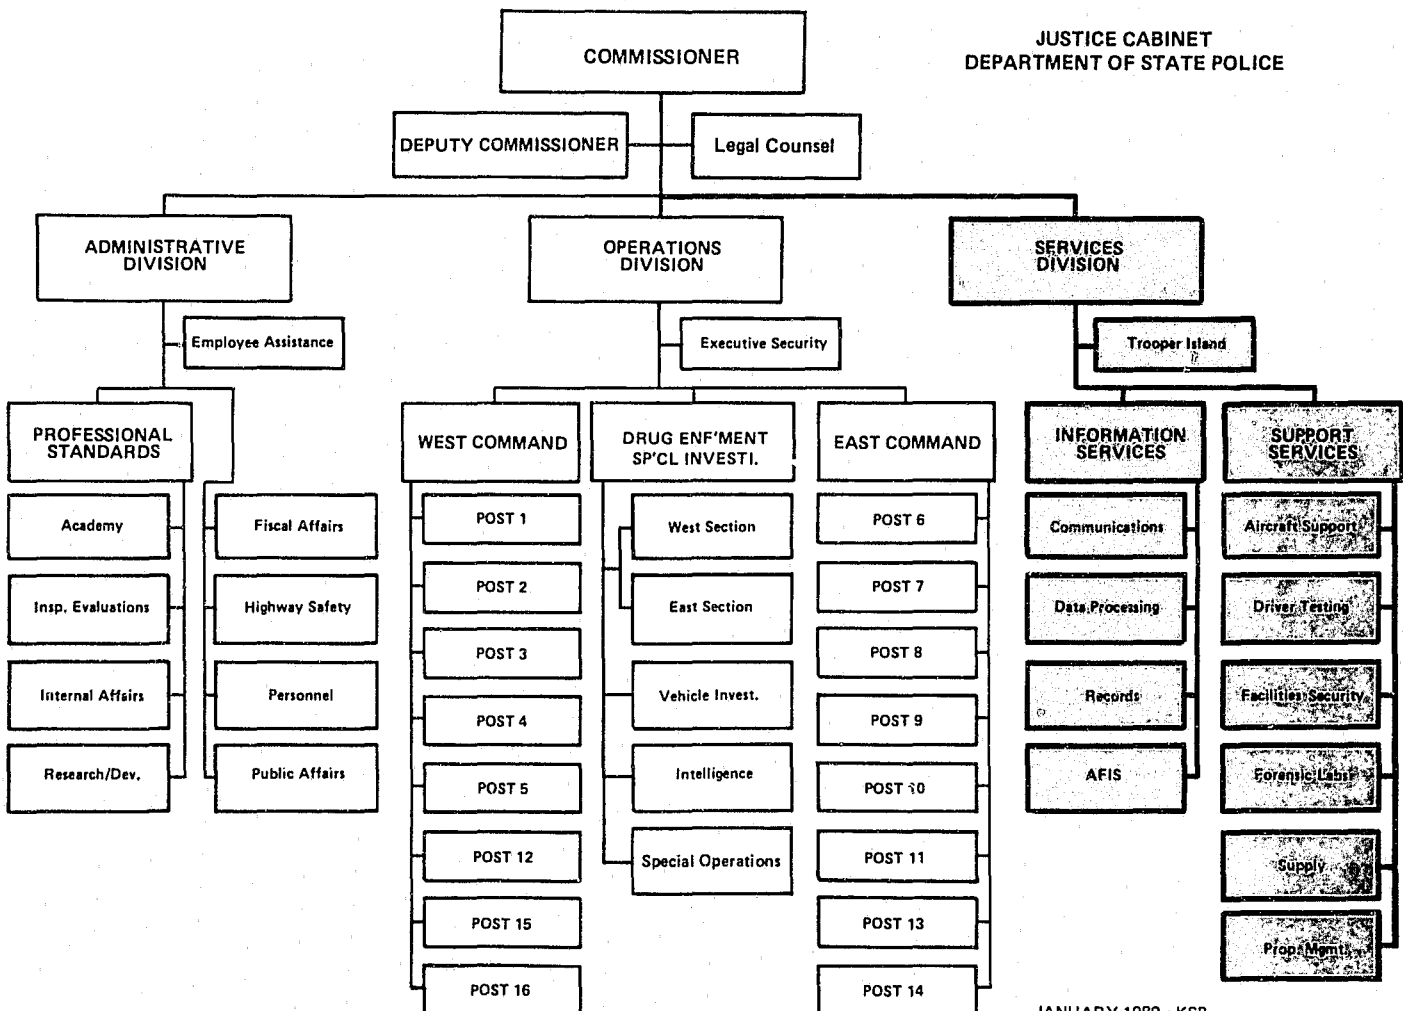 COMMISSIONER
JUSTICE CABINET
DEPARTMENT OF STATE POLICE
DEPUTY COMMISSIONER
Legal Counsel
ADMINISTRATIVE
DIVISION
OPERATIONS
DIVISION
SERVICES
DIVISION
Employee Assistance
Executive Security
Trooper Island
PROFESSIONAL
STANDARDS
WEST COMMAND
DRUG ENF'MENT
SP'CL INVESTI.
EAST COMMAND
INFORMATION
SERVICES
SUPPORT
SERVICES
Academy
Insp. Evaluations
Internal Affairs
Research/Dev.
Fiscal Affairs
Highway Safety
Personnel
Public Affairs
POST 1
POST 2
POST 3
POST 4
POST 5
POST 12
POST 15
POST 16
West Section
East Section
Vehicle Invest.
Intelligence
Special Operations
POST 6
POST 7
POST 8
POST 9
POST 10
POST 11
POST 13
POST 14
Communications
Data Processing
Records
AFIS
Aircraft Support
Driver Testing
Facilities Security
Forensic Labs
Supply
Prop. Mgmt.
JANUARY